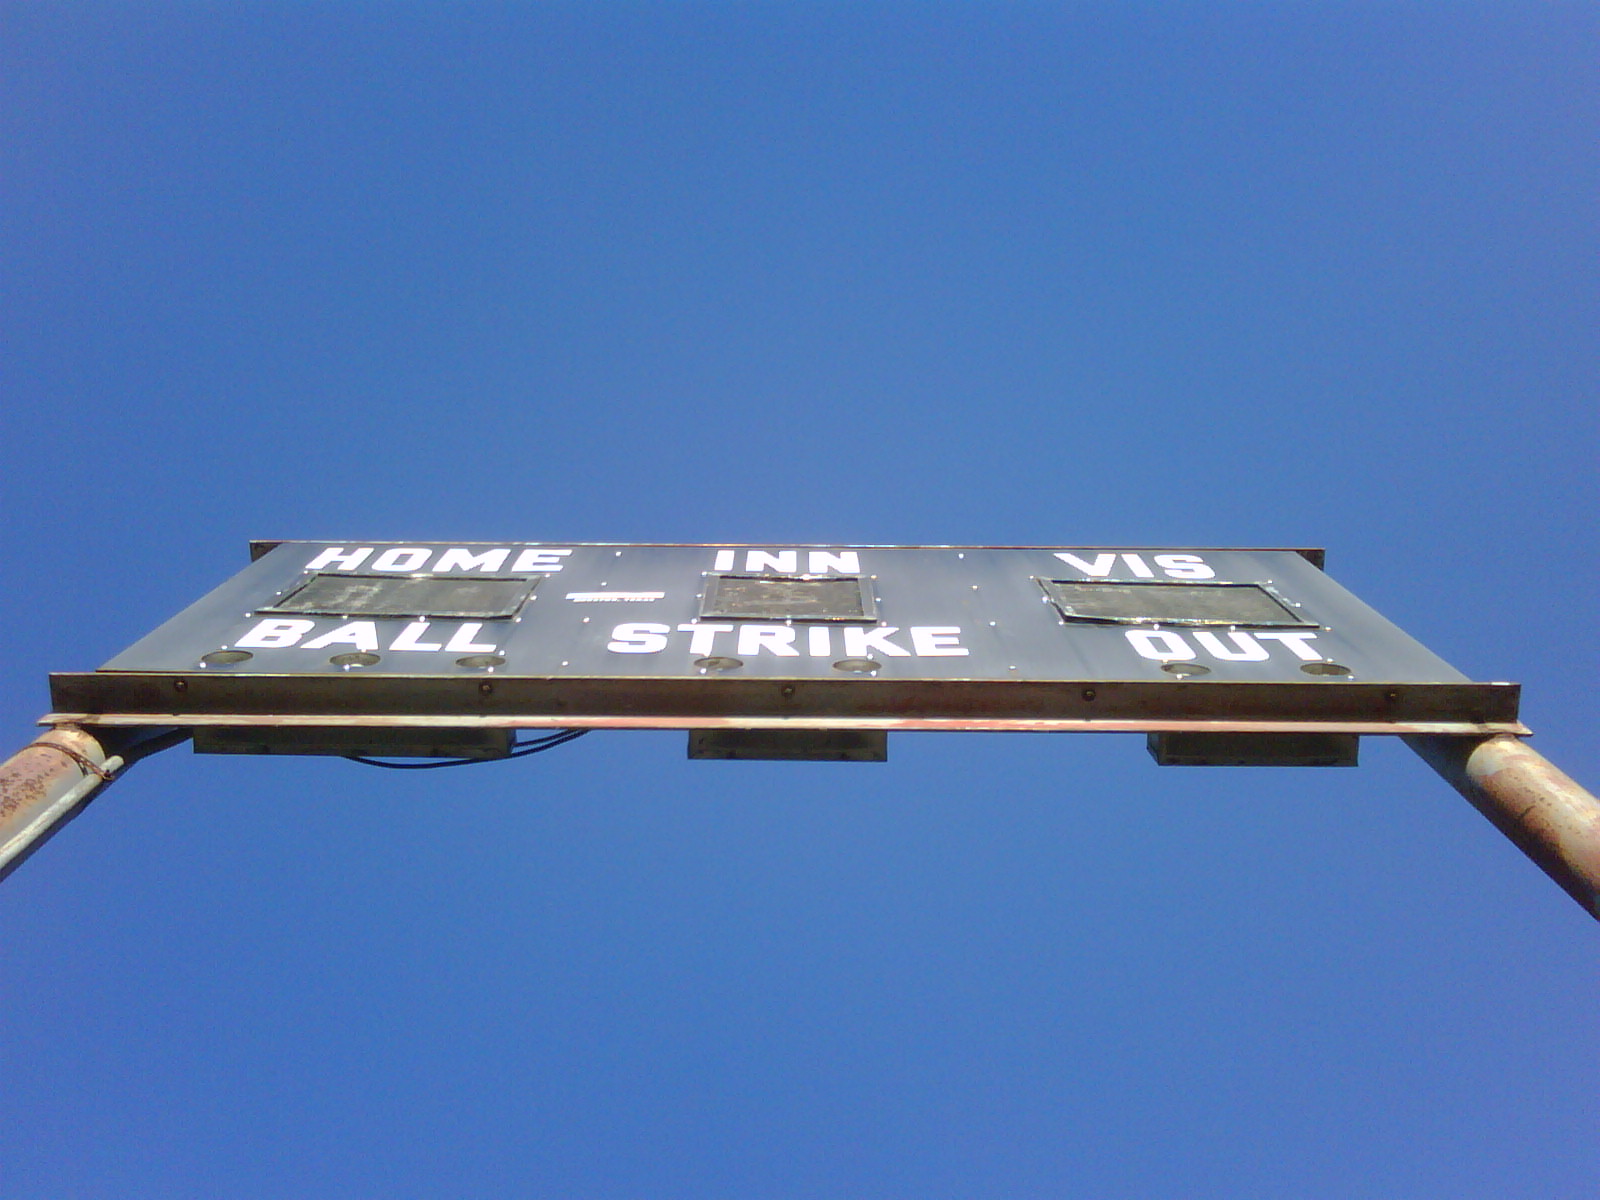 HOME INN VIS
BALL STRIKE OUT